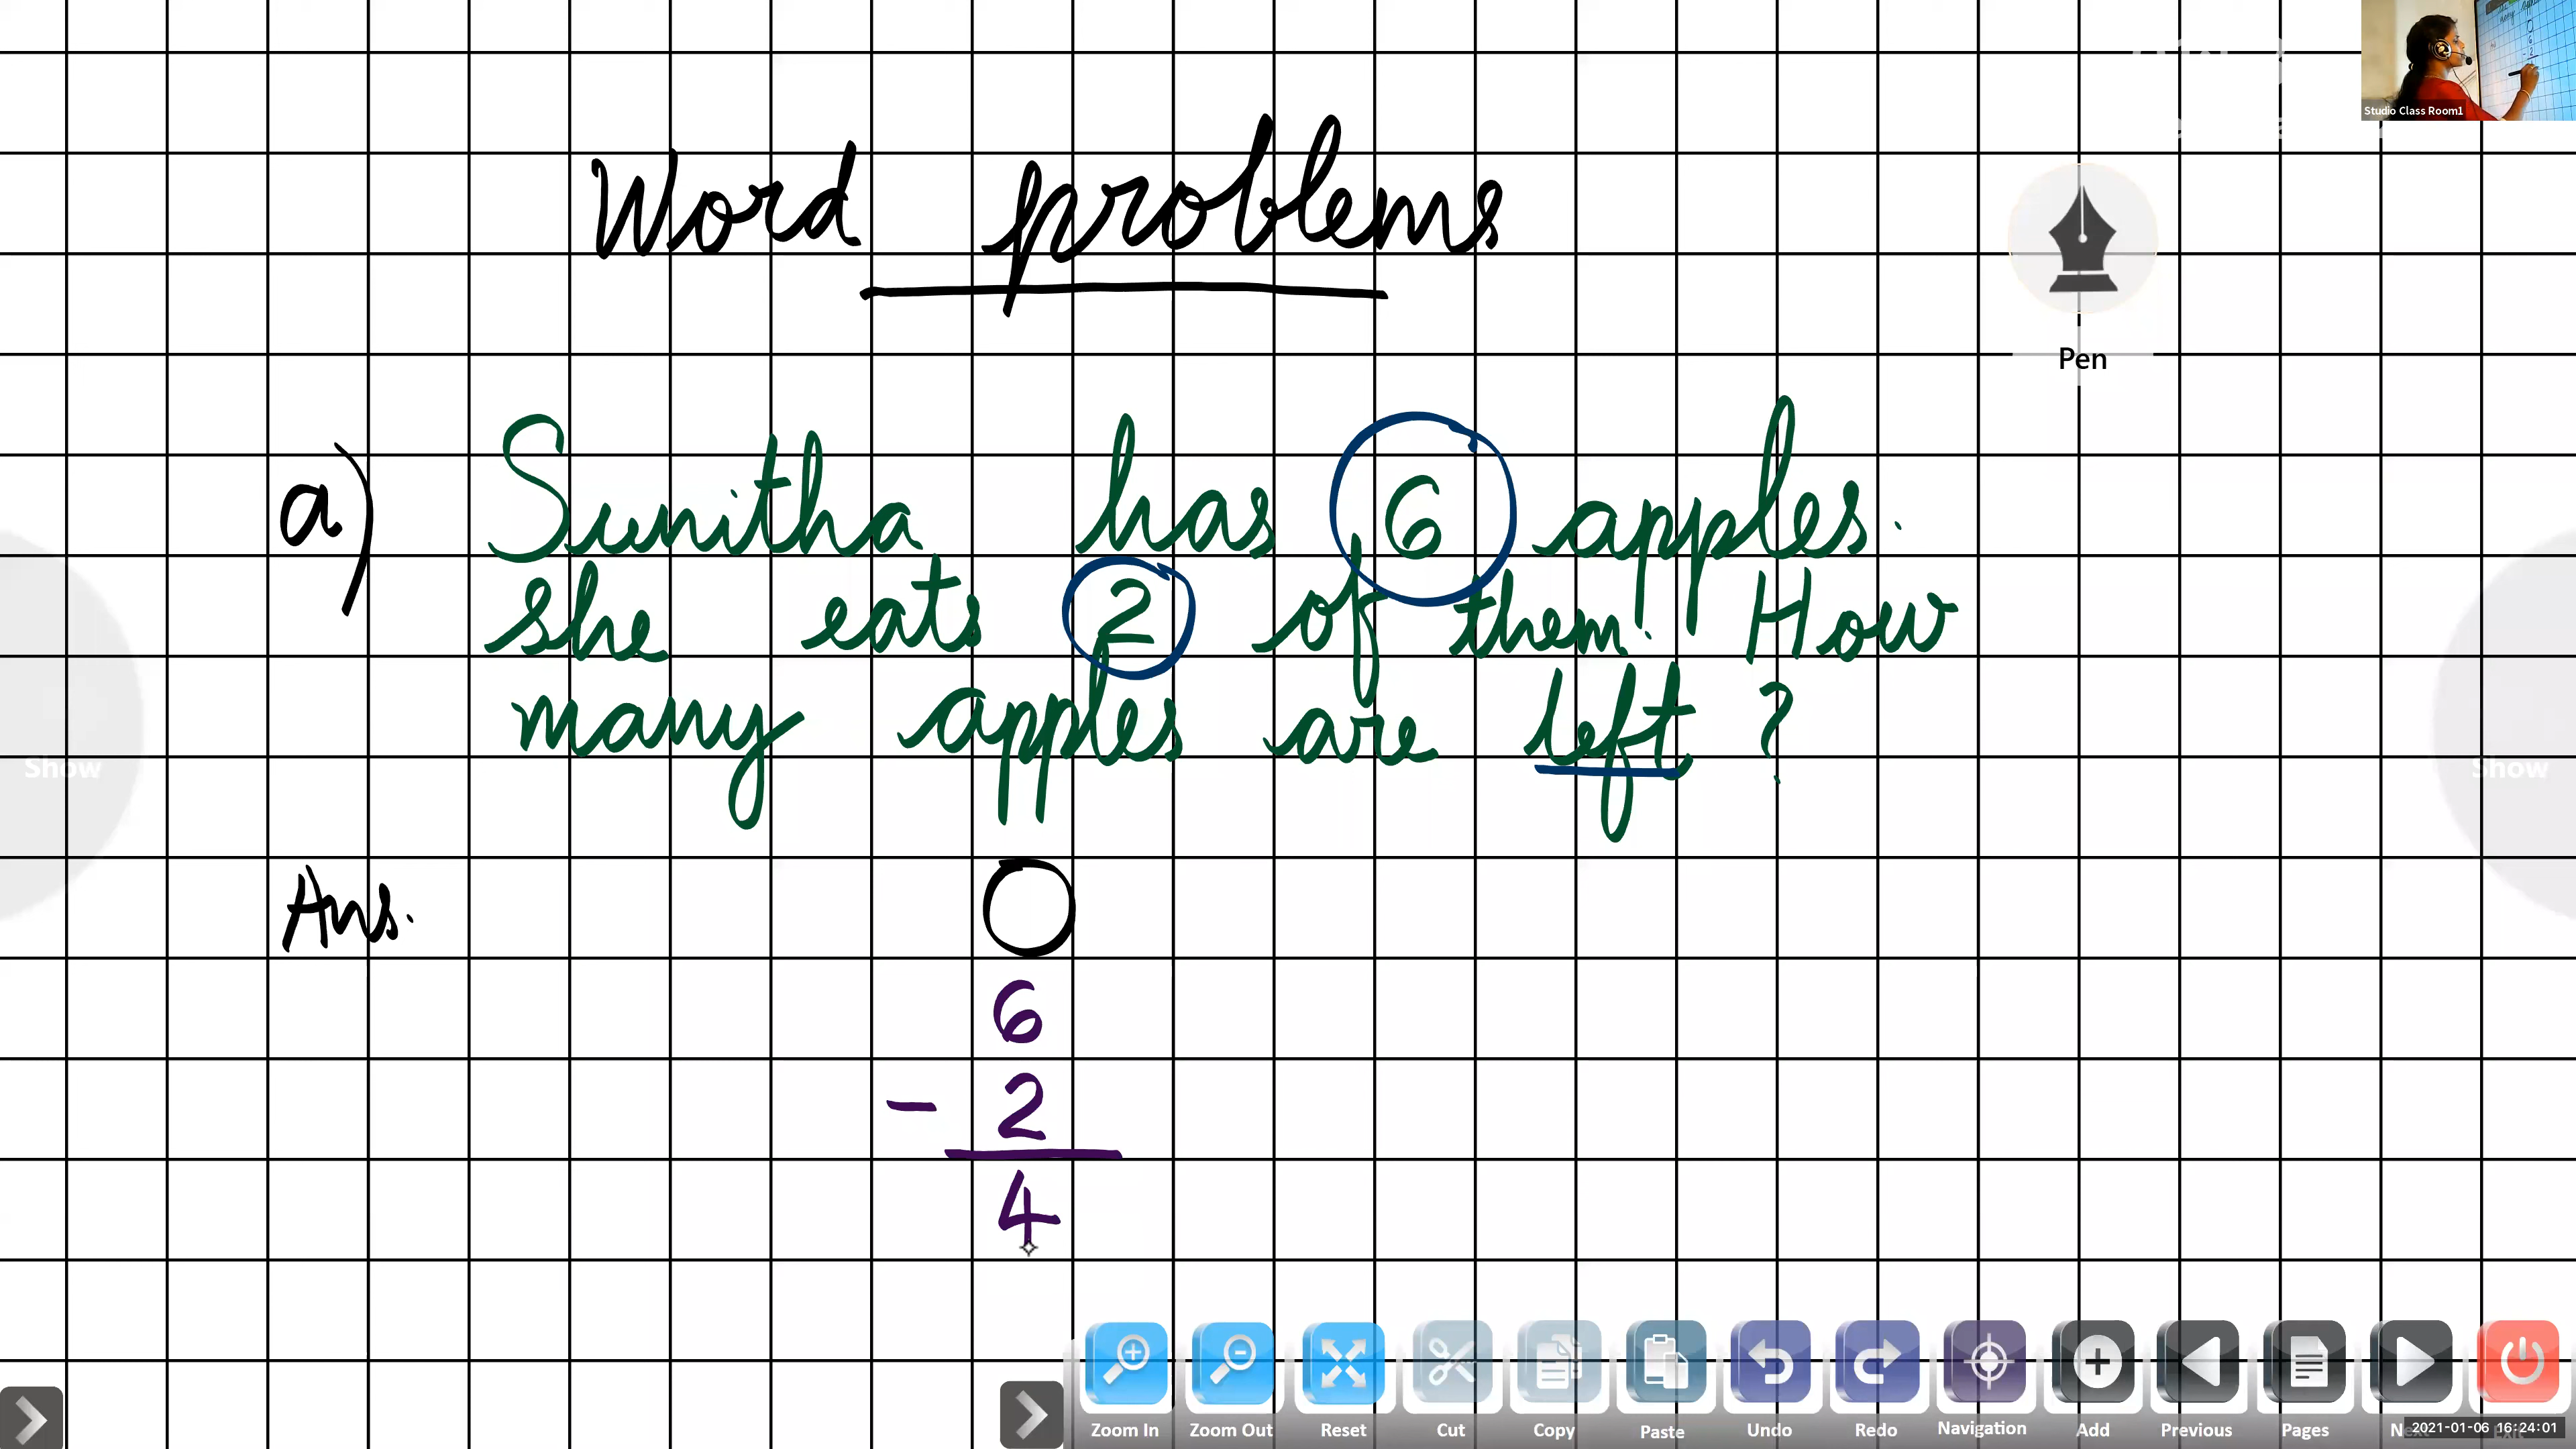 Studio Class Room1
Word problems
Pen
a) Sunitha has 6 apples.
she eats 2 of them. How
many apples are left ?
Show
Show
Ans.
O
6
- 2
4
Zoom In Zoom Out Reset Cut Copy Paste Undo Redo Navigation Add Previous Pages
2021-01-06 16:24:01